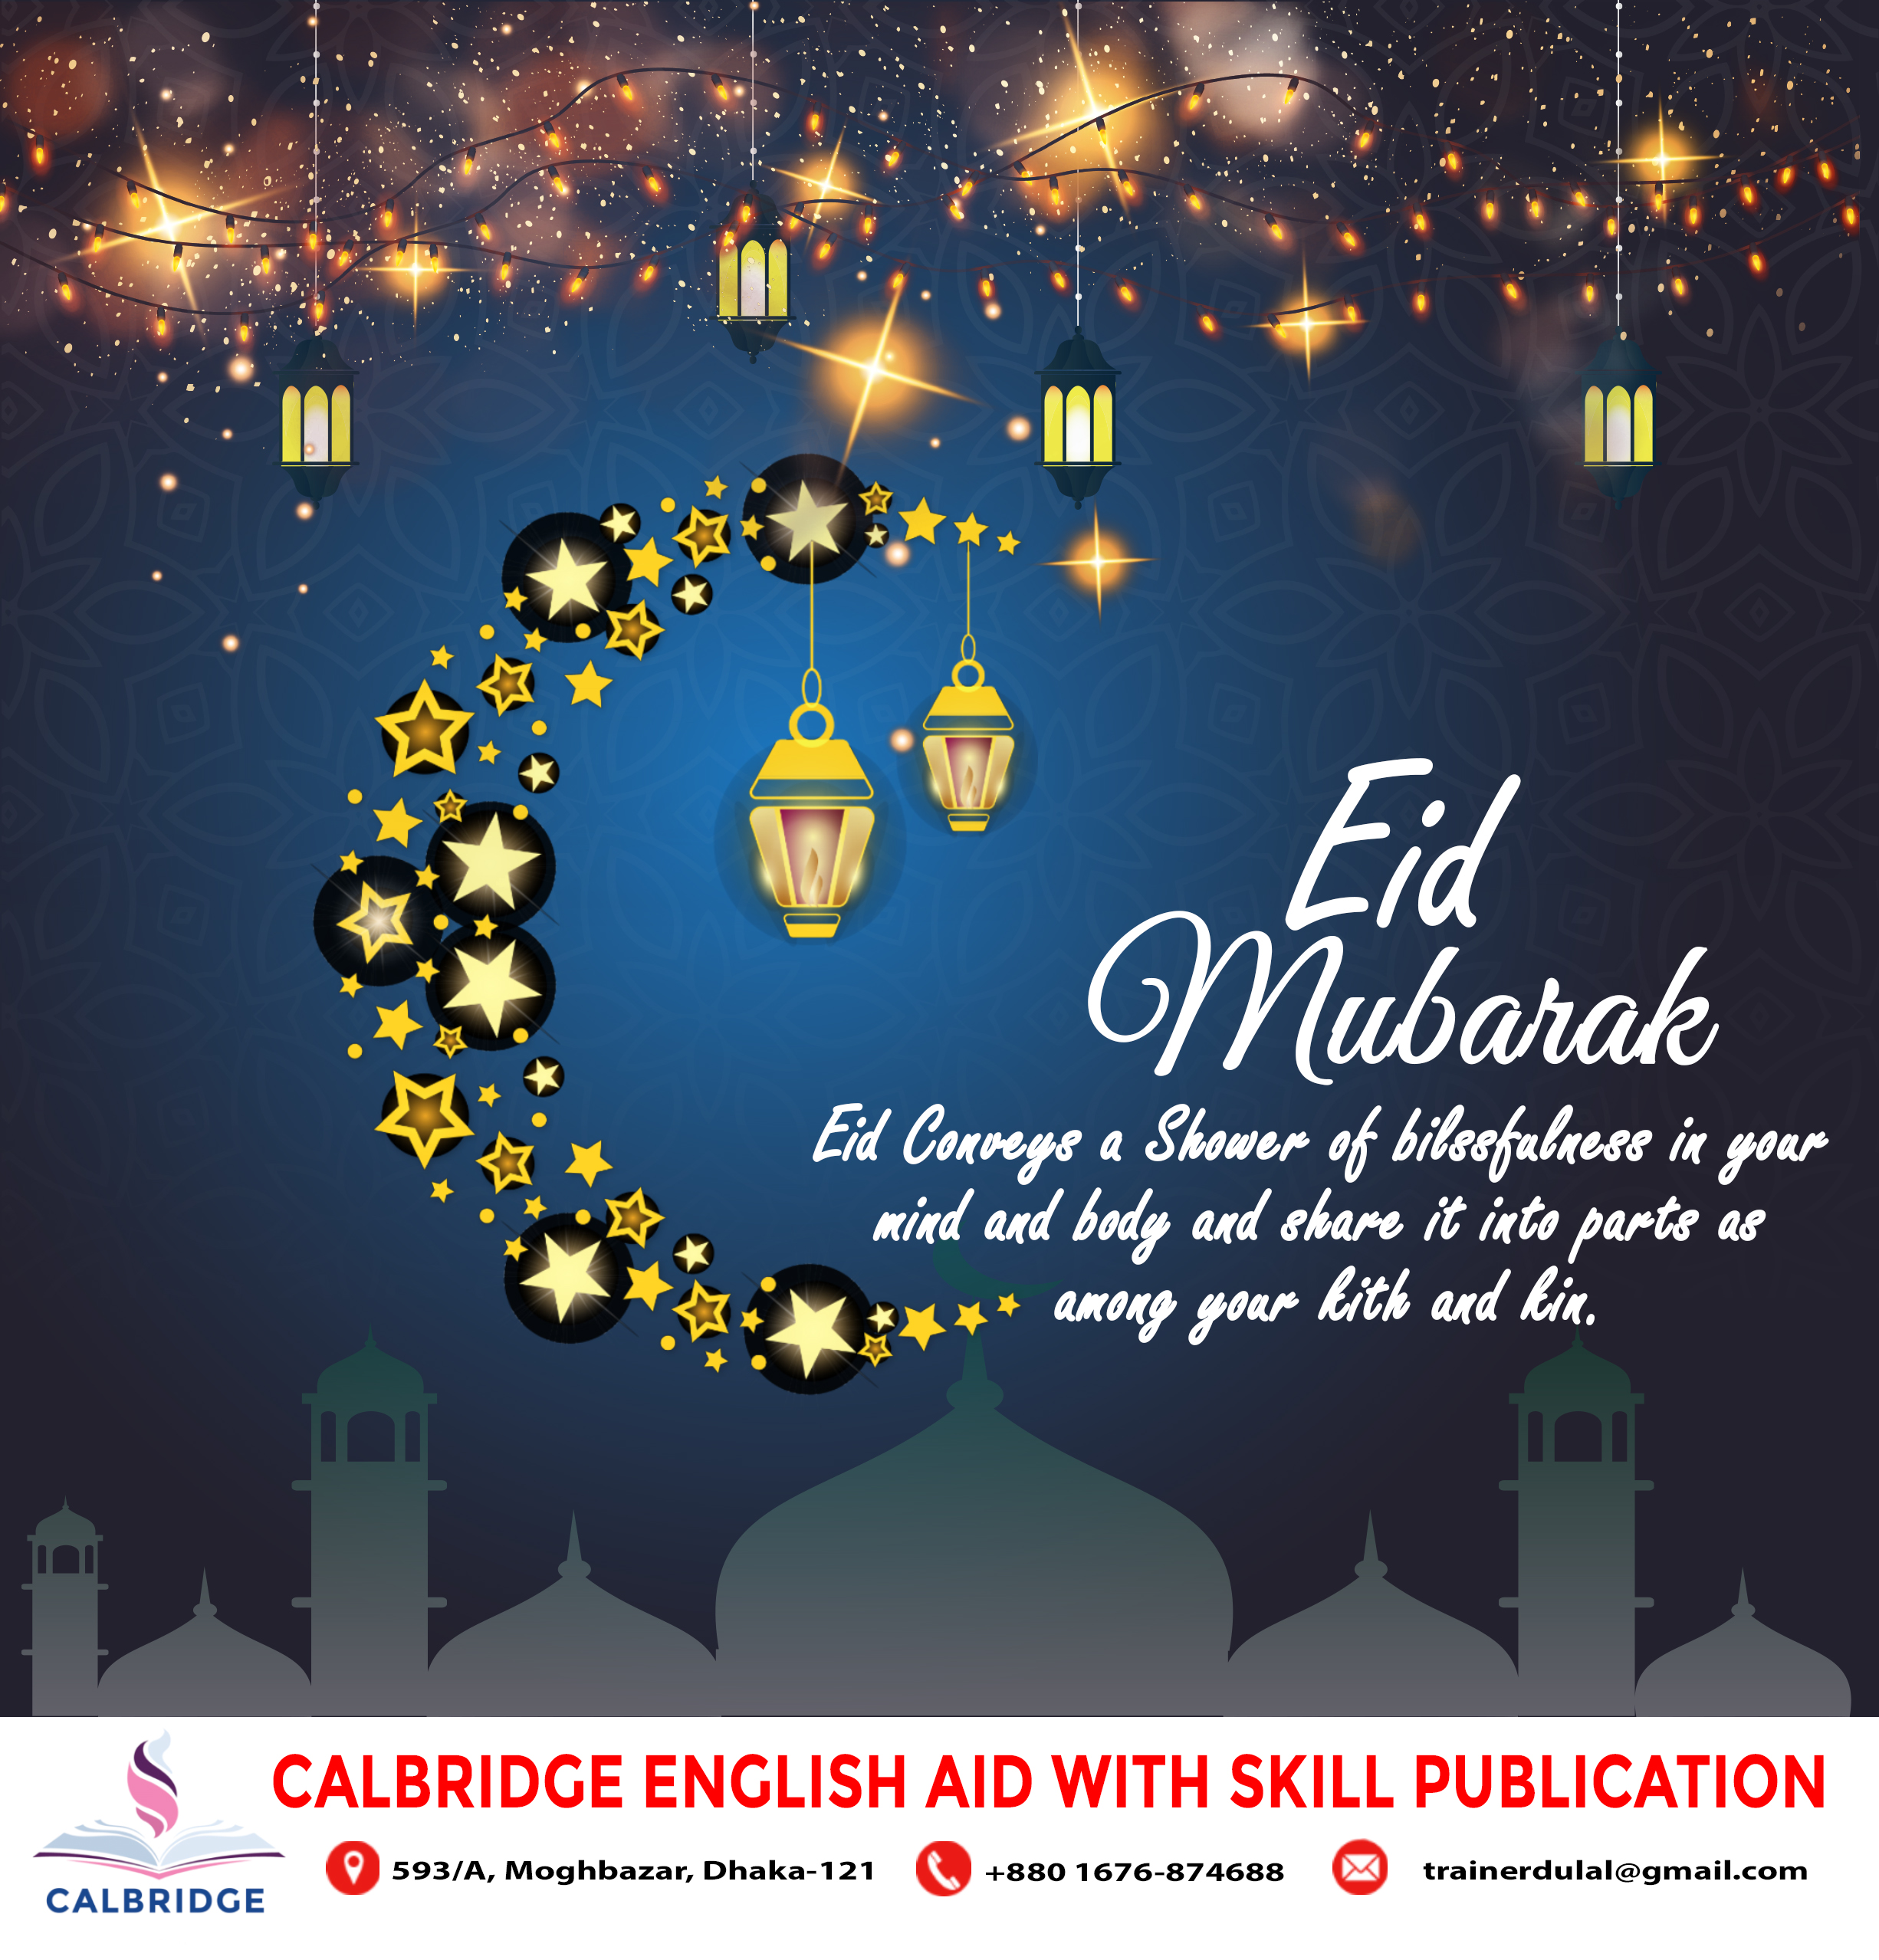 Eid
Mubarak
Eid Conveys a Shower of bilssfulness in your
mind and body and share it into parts as
among your kith and kin.
CALBRIDGE ENGLISH AID WITH SKILL PUBLICATION
593/A, Moghbazar, Dhaka-121
+880 1676-874688
trainerdulal@gmail.com
CALBRIDGE